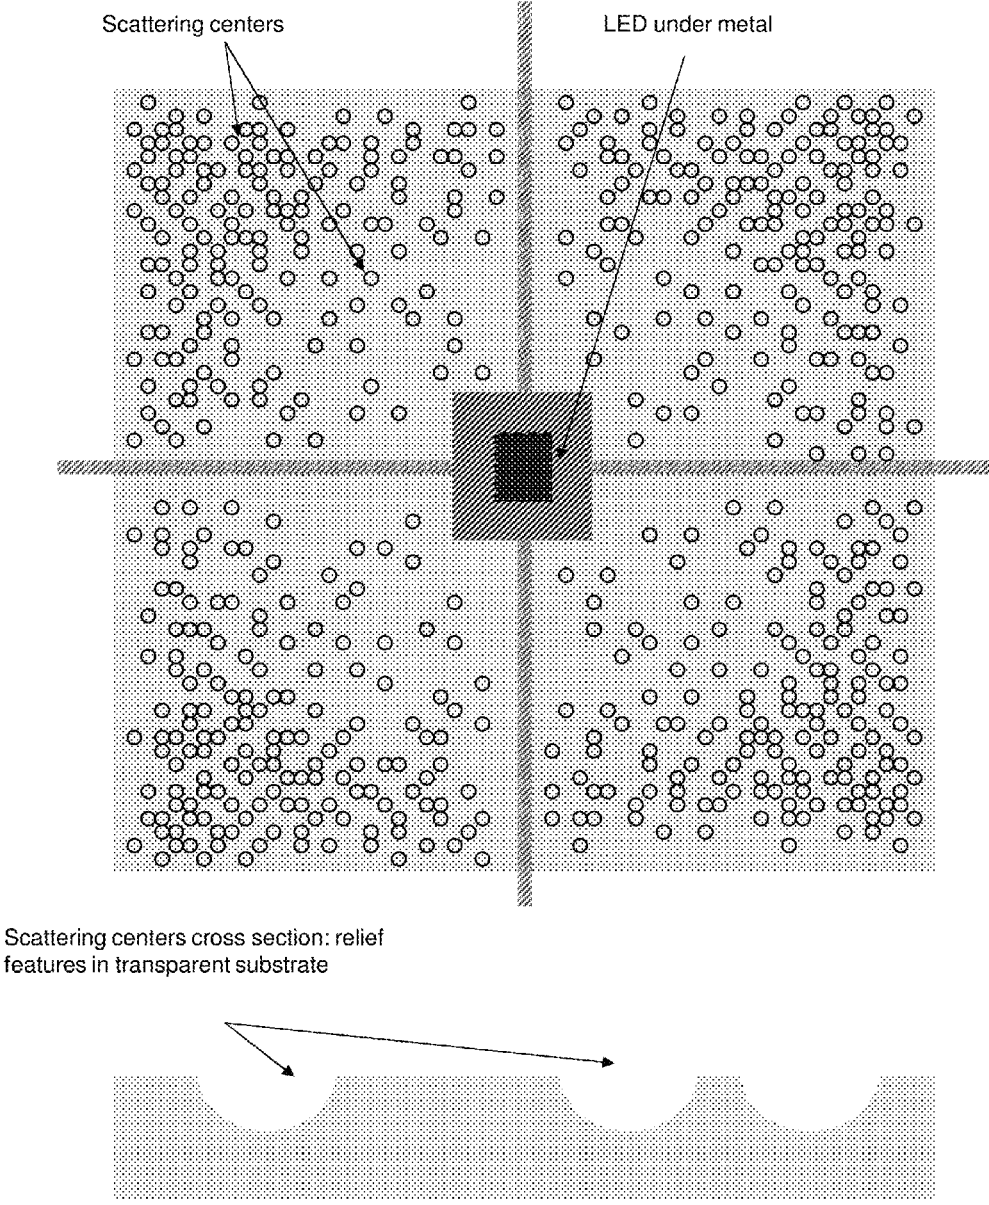 Scattering centers
LED under metal
Scattering centers cross section: relief
features in transparent substrate